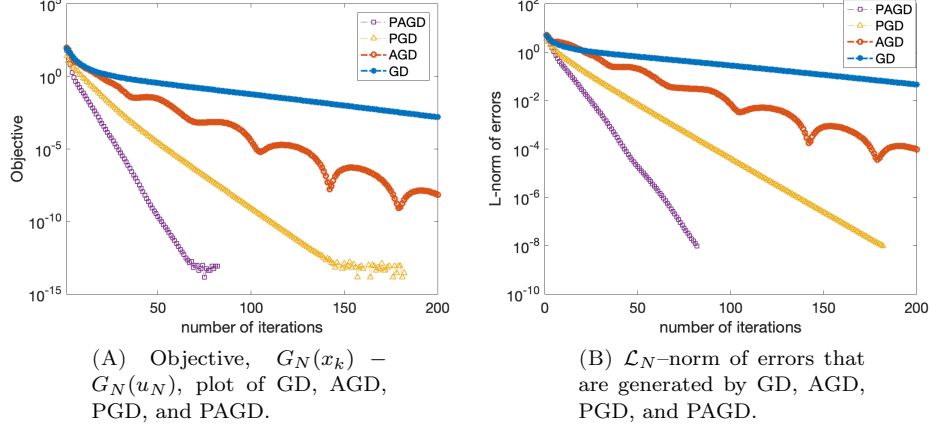 10^5
10^0
10^-5
10^-10
10^-15
Objective
50
100
150
200
number of iterations
PAGD
PGD
AGD
GD
10^2
10^0
10^-2
10^-4
10^-6
10^-8
10^-10
L-norm of errors
0
50
100
150
200
number of iterations
PAGD
PGD
AGD
GD
(A) Objective, G_N(x_k) −
G_N(u_N), plot of GD, AGD,
PGD, and PAGD.
(B) 𝓛_N–norm of errors that
are generated by GD, AGD,
PGD, and PAGD.